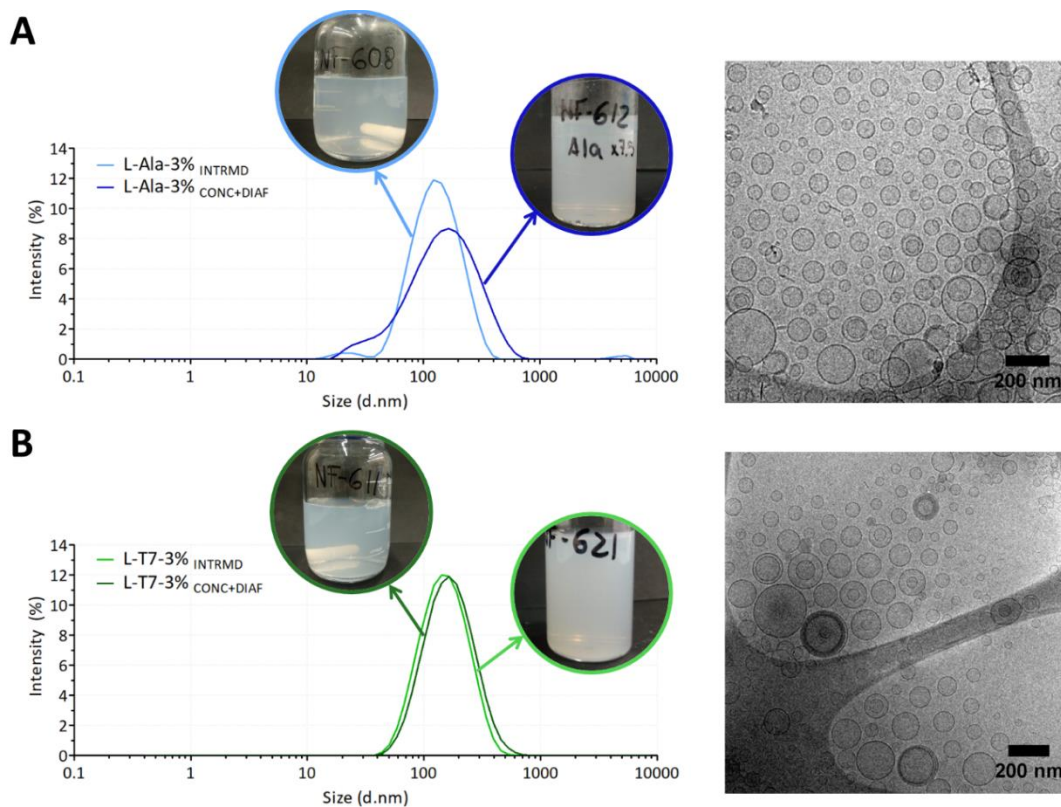 A
NF-608
NF-612
Ala x7.5
14
12
10
8
6
4
2
0
Intensity (%)
L-Ala-3% INTRMD
L-Ala-3% CONC+DIAF
0.1
1
10
100
1000
10000
Size (d.nm)
200 nm
B
NF-611
F-621
14
12
10
8
6
4
2
0
Intensity (%)
L-T7-3% INTRMD
L-T7-3% CONC+DIAF
0.1
1
10
100
1000
10000
Size (d.nm)
200 nm